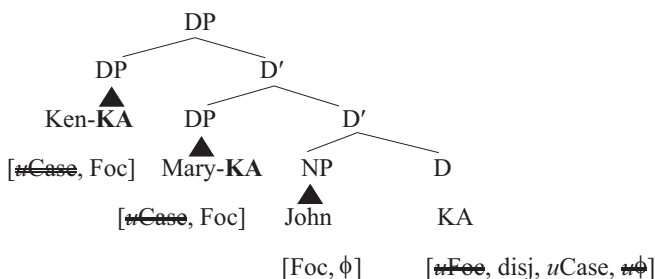 DP
DP D′
Ken-KA DP D′
[uCase, Foc] Mary-KA NP D
[uCase, Foc] John KA
[Foc, ϕ] [uFoc, disj, uCase, uϕ]